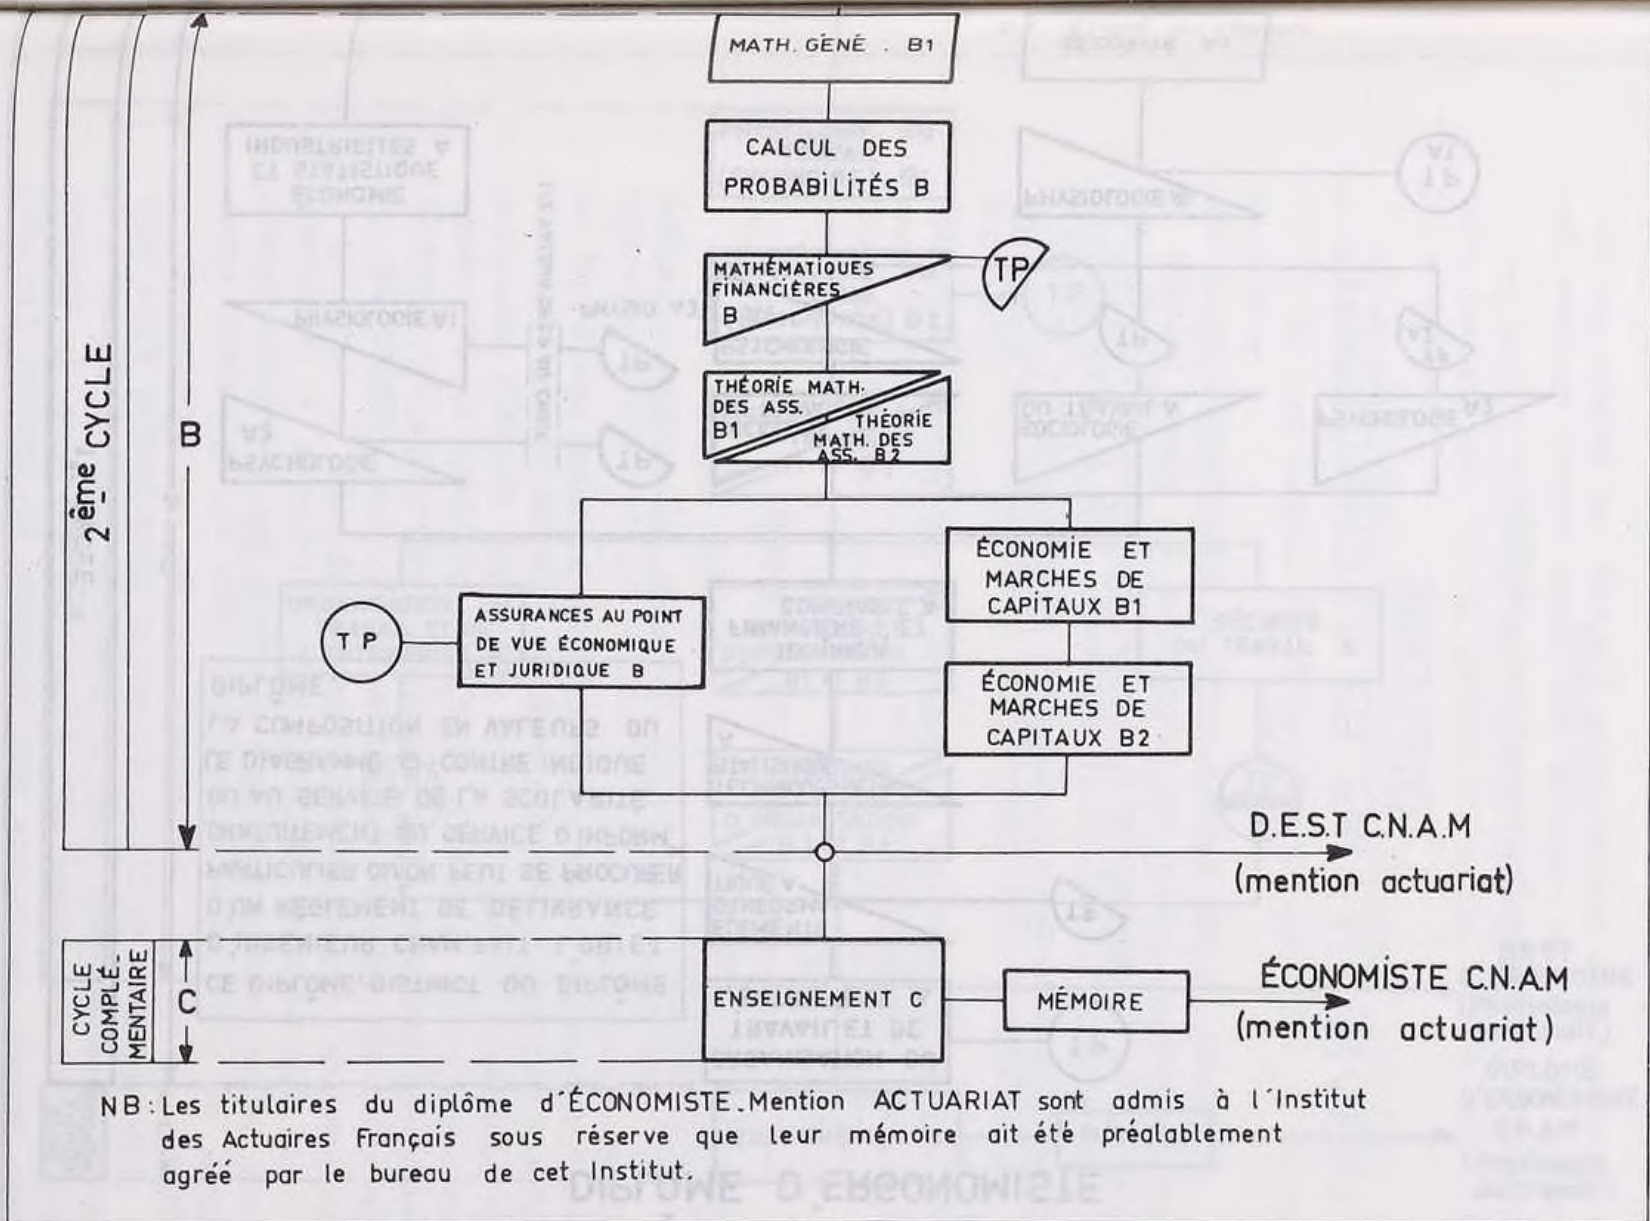 MATH. GÉNÉ . B1
CALCUL DES
PROBABILITÉS B
MATHÉMATIQUES
FINANCIÈRES
B
TP
THÉORIE MATH.
DES ASS.
B1
THÉORIE
MATH. DES
ASS. B2
2ème CYCLE
B
ÉCONOMIE ET
MARCHES DE
CAPITAUX B1
TP
ASSURANCES AU POINT
DE VUE ÉCONOMIQUE
ET JURIDIQUE B
ÉCONOMIE ET
MARCHES DE
CAPITAUX B2
D.E.S.T C.N.A.M
(mention actuariat)
CYCLE
COMPLÉ-
MENTAIRE
C
ENSEIGNEMENT C
MÉMOIRE
ÉCONOMISTE C.N.A.M
(mention actuariat)
NB: Les titulaires du diplôme d'ÉCONOMISTE. Mention ACTUARIAT sont admis à l'Institut
des Actuaires Français sous réserve que leur mémoire ait été préalablement
agréé par le bureau de cet Institut.